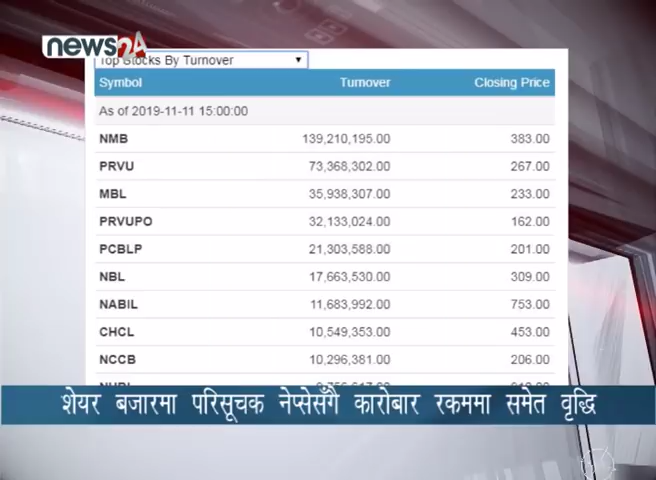 news24
Top Stocks By Turnover
Symbol Turnover Closing Price
As of 2019-11-11 15:00:00
NMB 139,210,195.00 383.00
PRVU 73,368,302.00 267.00
MBL 35,938,307.00 233.00
PRVUPO 32,133,024.00 162.00
PCBLP 21,303,588.00 201.00
NBL 17,663,530.00 309.00
NABIL 11,683,992.00 753.00
CHCL 10,549,353.00 453.00
NCCB 10,296,381.00 206.00
शेयर बजारमा परिसूचक नेप्सेसँगै कारोबार रकममा समेत वृद्धि